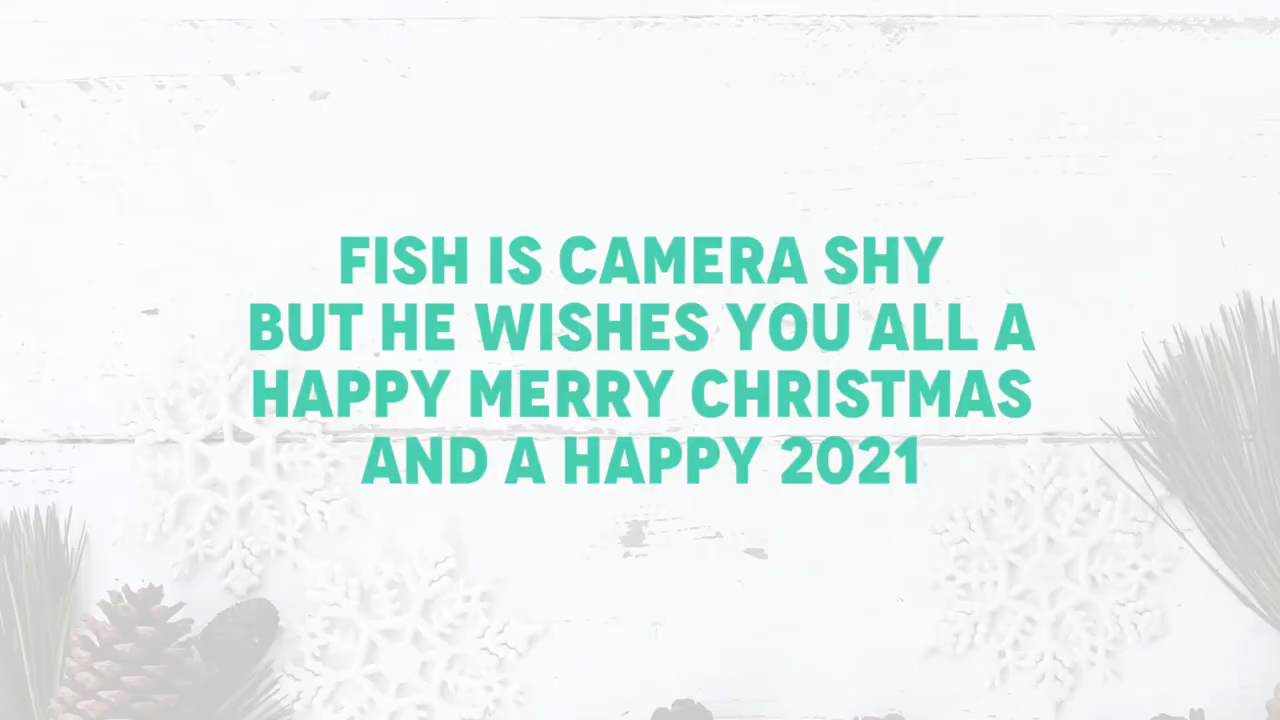 FISH IS CAMERA SHY
BUT HE WISHES YOU ALL A
HAPPY MERRY CHRISTMAS
AND A HAPPY 2021